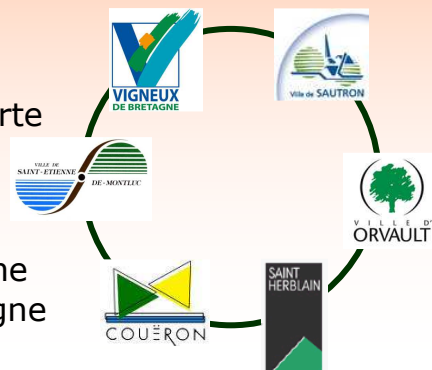 VIGNEUX
DE BRETAGNE
Ville de SAUTRON
rte
VILLE DE
SAINT-ETIENNE
DE-MONTLUC
VILLE D'
ORVAULT
ne
gne
COUËRON
SAINT
HERBLAIN